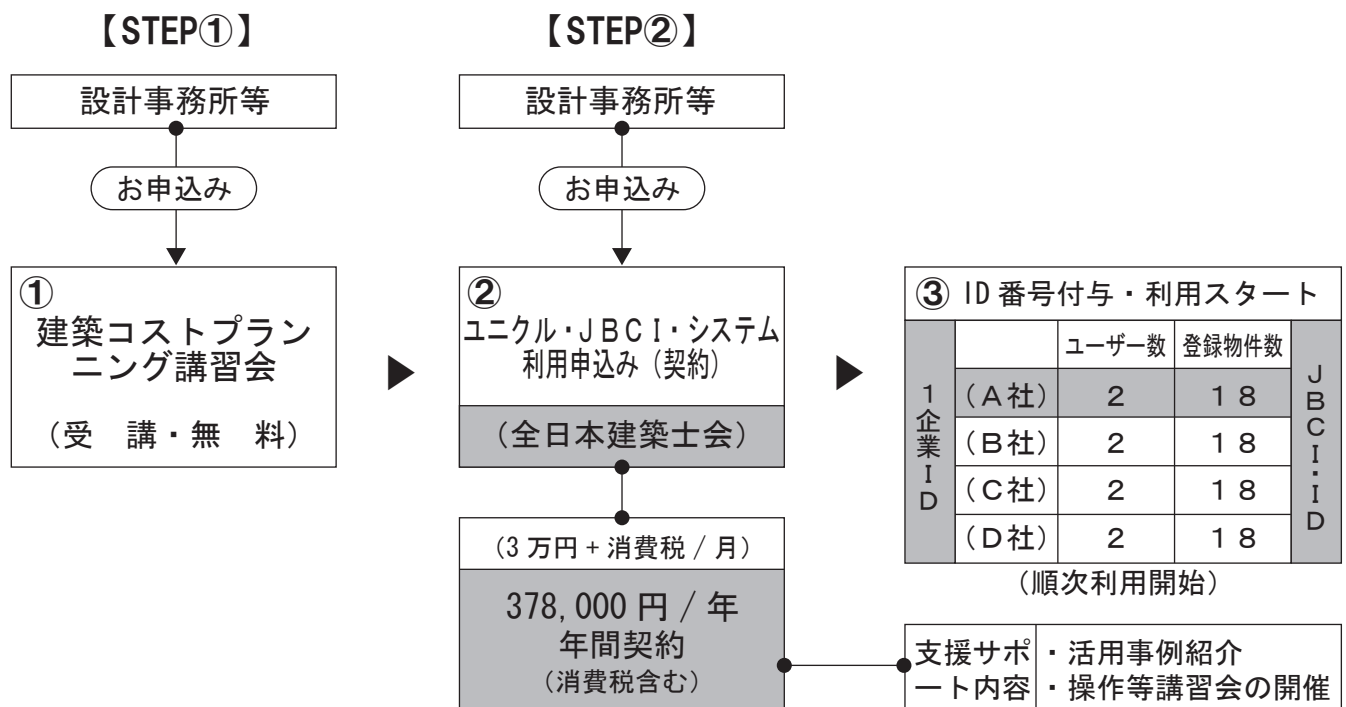 【STEP①】
設計事務所等
お申込み
①
建築コストプラン
ニング講習会
(受 講・無 料)
【STEP②】
設計事務所等
お申込み
②
ユニクル・JBCI・システム
利用申込み(契約)
(全日本建築士会)
(3万円+消費税/月)
378,000円/年
年間契約
(消費税含む)
③ ID番号付与・利用スタート
1企業ID
ユーザー数 登録物件数
(A社) 2 18
(B社) 2 18
(C社) 2 18
(D社) 2 18
JBCI・ID
(順次利用開始)
支援サポ
ート内容
・活用事例紹介
・操作等講習会の開催